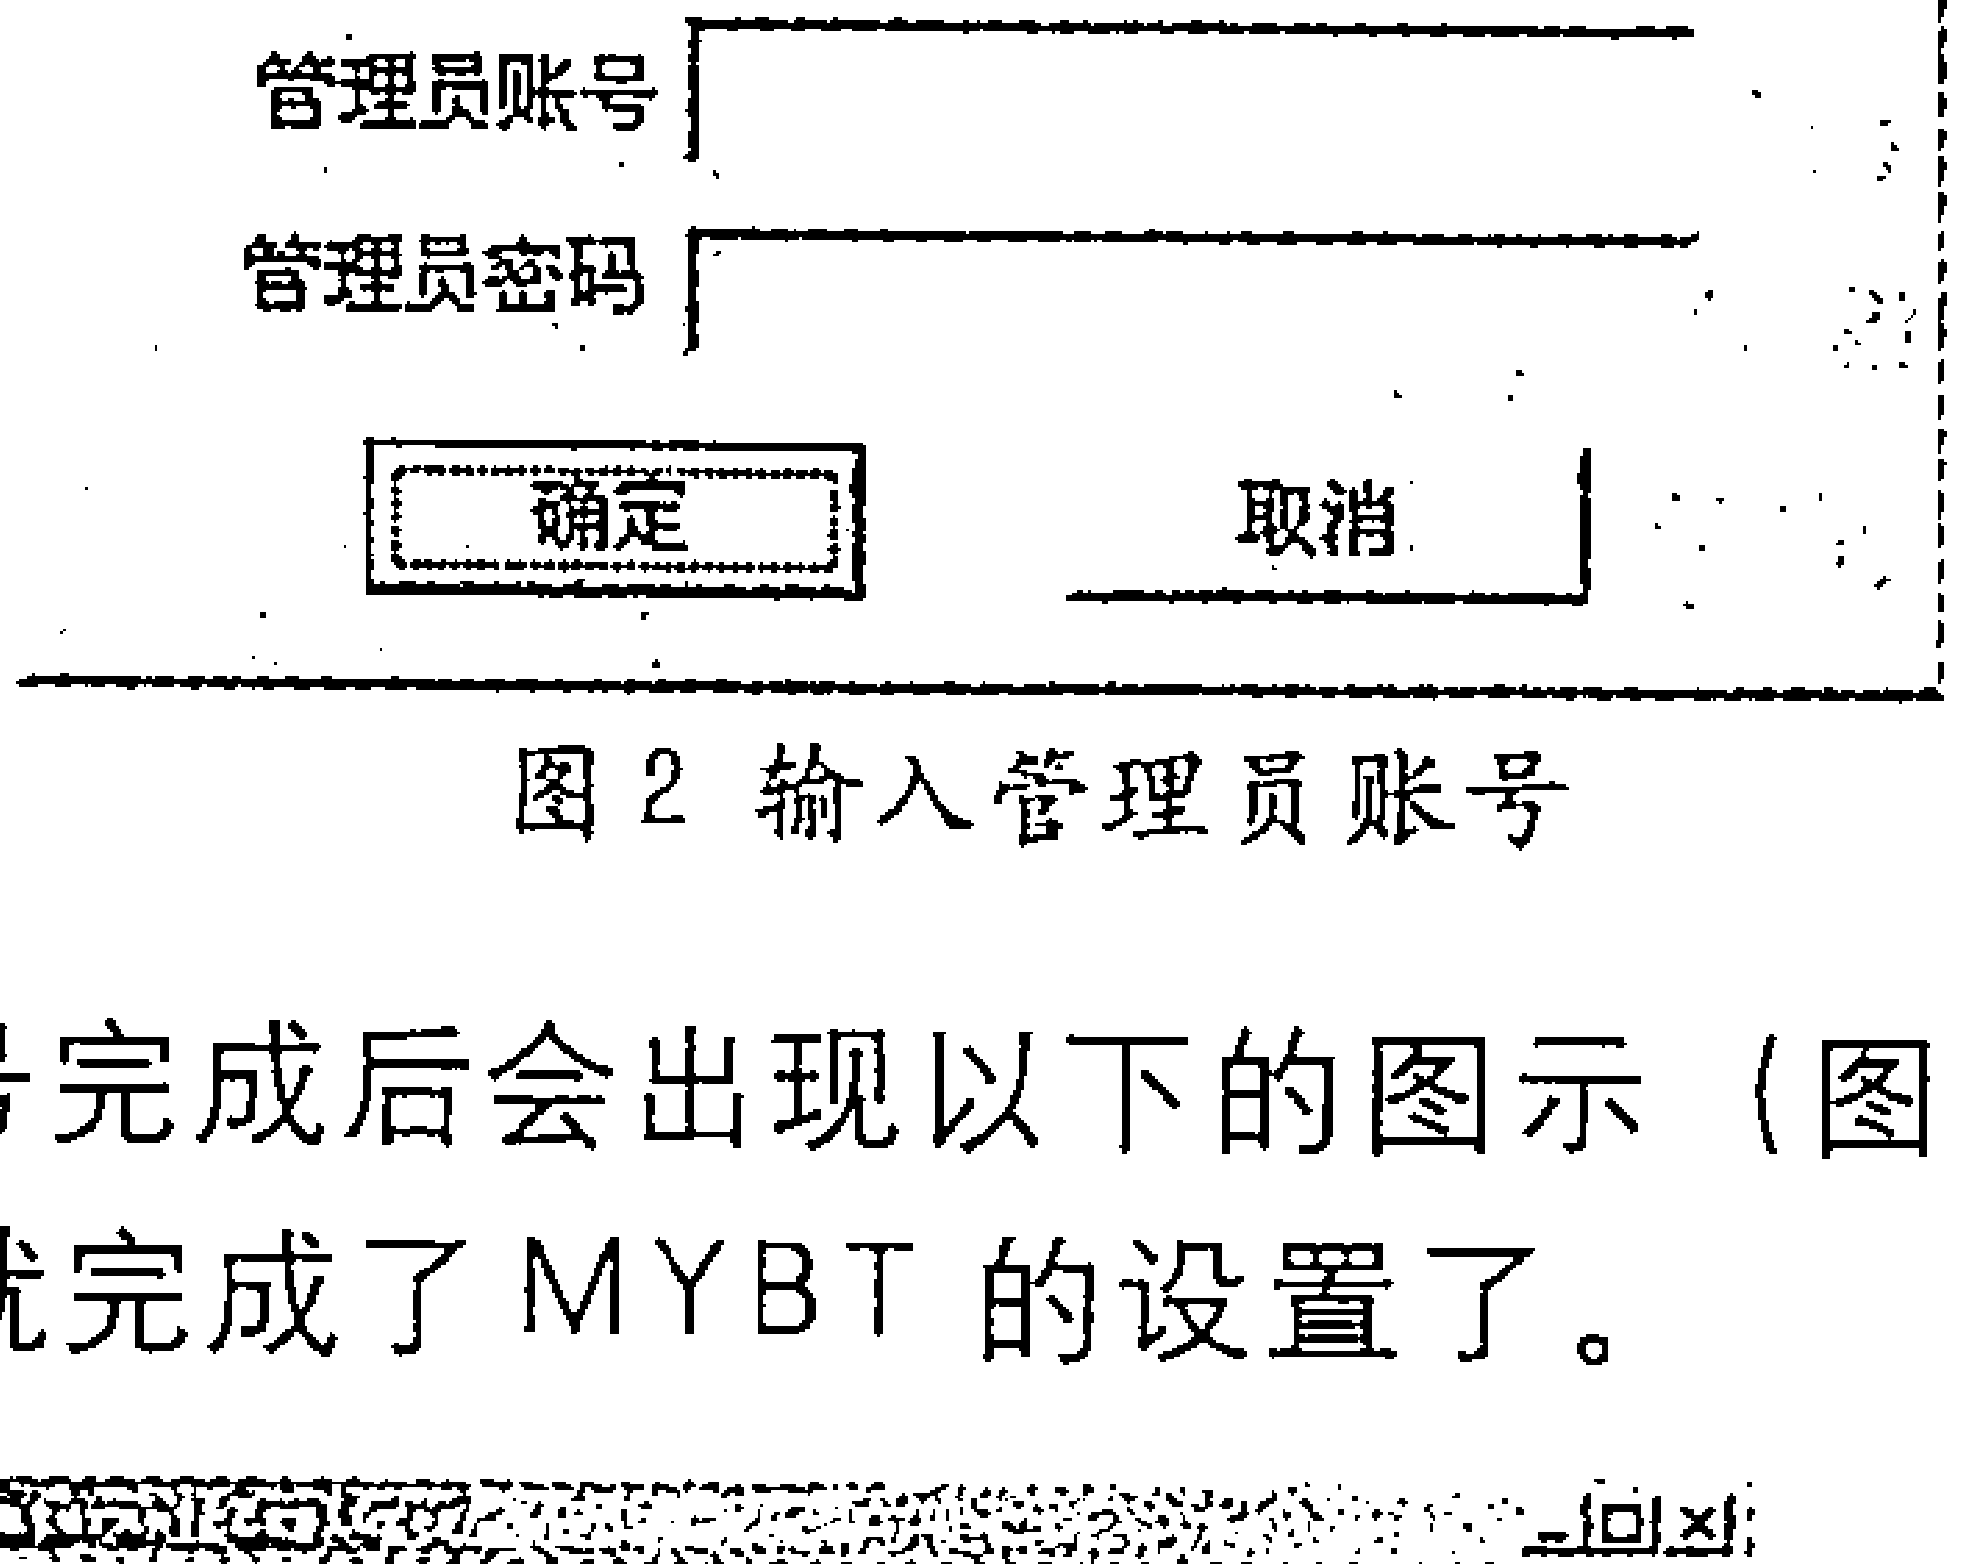 管理员账号
管理员密码
确定 取消
图 2 输入管理员账号
号完成后会出现以下的图示（图
就完成了 MYBT 的设置了。